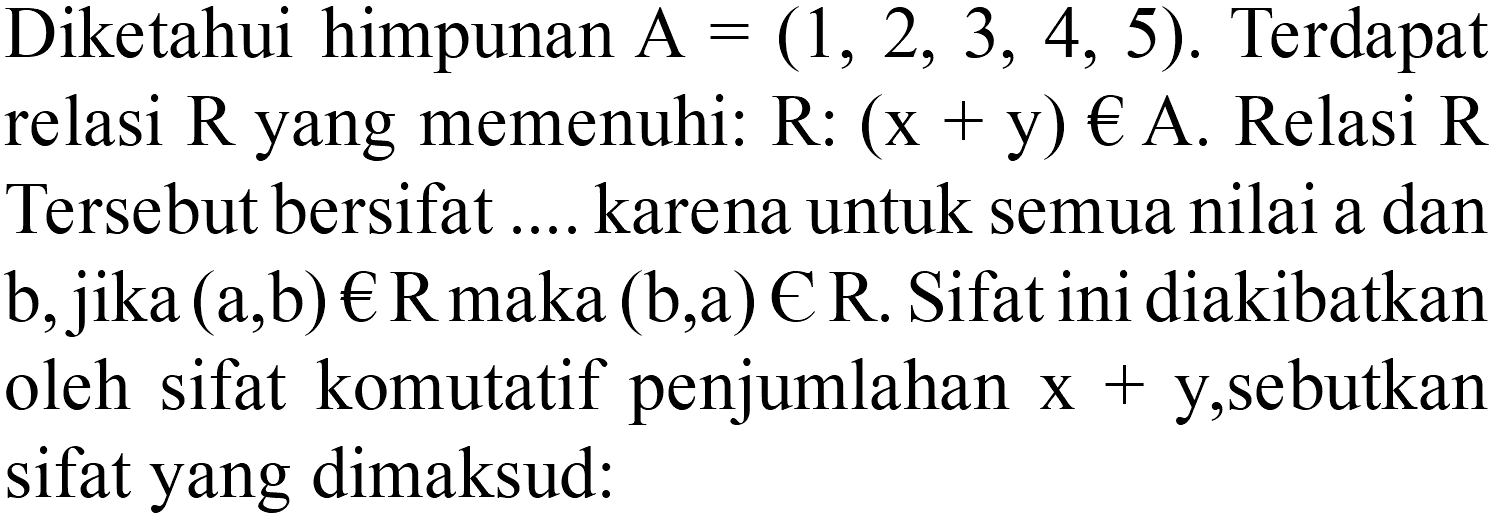 Diketahui himpunan A = (1, 2, 3, 4, 5). Terdapat
relasi R yang memenuhi: R: (x + y) € A. Relasi R
Tersebut bersifat .... karena untuk semua nilai a dan
b, jika (a,b) € R maka (b,a) Є R. Sifat ini diakibatkan
oleh sifat komutatif penjumlahan x + y,sebutkan
sifat yang dimaksud: